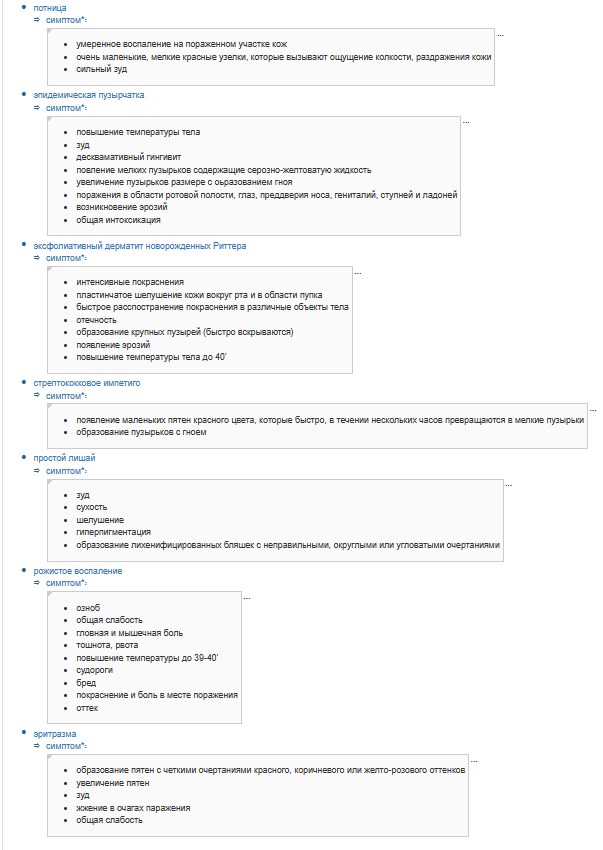 потница
⇒ симптом*:
...
умеренное воспаление на пораженном участке кож
очень маленькие, мелкие красные узелки, которые вызывают ощущение колкости, раздражения кожи
сильный зуд
эпидемическая пузырчатка
⇒ симптом*:
...
повышение температуры тела
зуд
десквамативный гингивит
повление мелких пузырьков содержащие серозно-желтоватую жидкость
увеличение пузырьков размере с оьразованием гноя
поражения в области ротовой полости, глаз, преддверия носа, гениталий, ступней и ладоней
возникновение эрозий
общая интоксикация
эксфолиативный дерматит новорожденных Риттера
⇒ симптом*:
...
интенсивные покраснения
пластинчатое шелушение кожи вокруг рта и в области пупка
быстрое расспостранение покраснения в различные объекты тела
отечность
образование крупных пузырей (быстро вскрываются)
появление эрозий
повышение температуры тела до 40'
стрептококковое импетиго
⇒ симптом*:
...
появление маленьких пятен красного цвета, которые быстро, в течении нескольких часов превращаются в мелкие пузырьки
образование пузырьков с гноем
простой лишай
⇒ симптом*:
...
зуд
сухость
шелушение
гиперпигментация
образование лихенифицированных бляшек с неправильными, округлыми или угловатыми очертаниями
рожистое воспаление
⇒ симптом*:
...
озноб
общая слабость
гловная и мышечная боль
тошнота, рвота
повышение температуры до 39-40'
судороги
бред
покраснение и боль в месте поражения
оттек
эритразма
⇒ симптом*:
...
образование пятен с четкими очертаниями красного, коричневого или желто-розового оттенков
увеличение пятен
зуд
жжение в очагах паражения
общая слабость